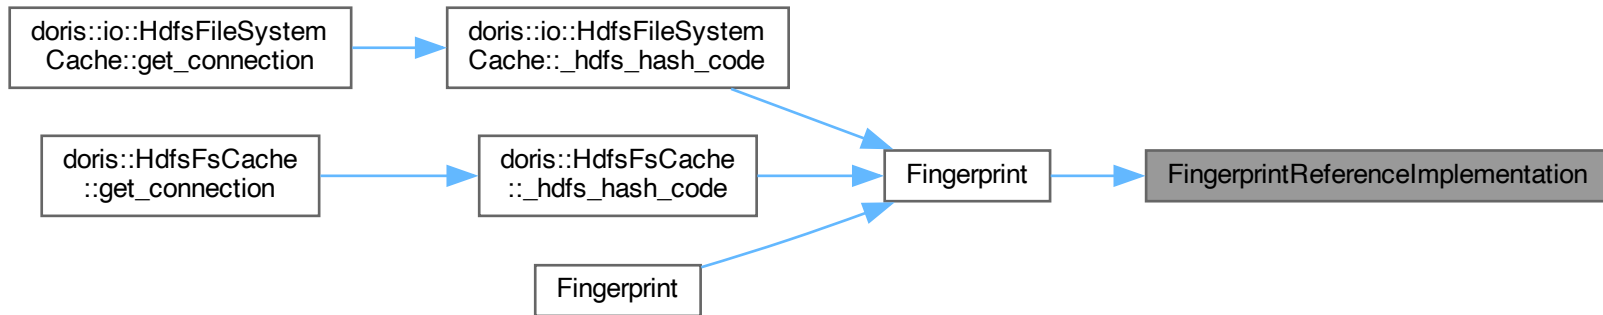 doris::io::HdfsFileSystem
Cache::get_connection
doris::io::HdfsFileSystem
Cache::_hdfs_hash_code
doris::HdfsFsCache
::get_connection
doris::HdfsFsCache
::_hdfs_hash_code
Fingerprint
FingerprintReferenceImplementation
Fingerprint